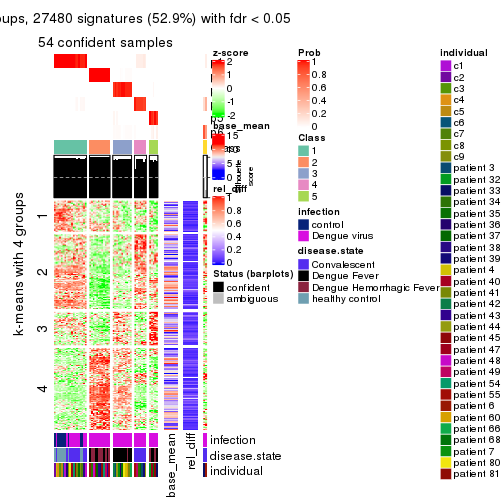 oups, 27480 signatures (52.9%) with fdr < 0.05
54 confident samples
k-means with 4 groups
1
2
3
4
z-score
2
1
0
-1
-2
base_mean
15
10
5
0
rel_diff
1
0.8
0.6
0.4
0.2
0
Status (barplots)
confident
ambiguous
score
Prob
1
0.8
0.6
0.4
0.2
0
Class
1
2
3
4
5
infection
control
Dengue virus
disease.state
Convalescent
Dengue Fever
Dengue Hemorrhagic Fever
healthy control
individual
c1
c2
c3
c4
c5
c6
c7
c8
c9
patient 3
patient 32
patient 33
patient 34
patient 35
patient 36
patient 37
patient 38
patient 39
patient 4
patient 40
patient 41
patient 42
patient 43
patient 44
patient 45
patient 47
patient 48
patient 49
patient 54
patient 55
patient 6
patient 60
patient 66
patient 68
patient 7
patient 80
patient 81
infection
disease.state
individual
base_mean
rel_diff